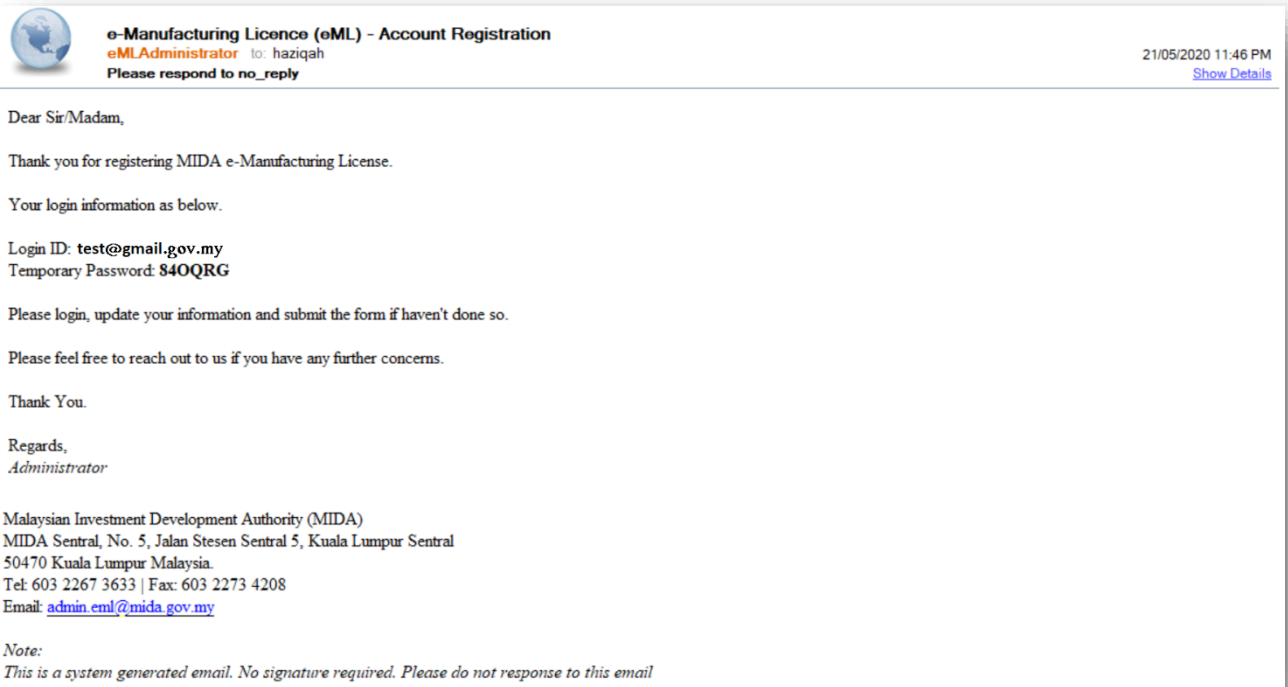 e-Manufacturing Licence (eML) - Account Registration
eMLAdministrator to: haziqah
21/05/2020 11:46 PM
Please respond to no_reply
Show Details
Dear Sir/Madam,
Thank you for registering MIDA e-Manufacturing License.
Your login information as below.
Login ID: test@gmail.gov.my
Temporary Password: 84OQRG
Please login, update your information and submit the form if haven't done so.
Please feel free to reach out to us if you have any further concerns.
Thank You.
Regards,
Administrator
Malaysian Investment Development Authority (MIDA)
MIDA Sentral, No. 5, Jalan Stesen Sentral 5, Kuala Lumpur Sentral
50470 Kuala Lumpur Malaysia.
Tel: 603 2267 3633 | Fax: 603 2273 4208
Email: admin.eml@mida.gov.my
Note:
This is a system generated email. No signature required. Please do not response to this email